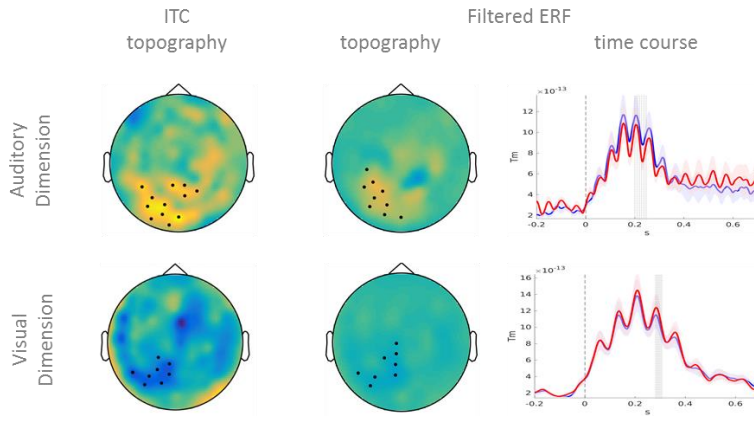 ITC
topography
Filtered ERF
topography
time course
Auditory
Dimension
×10⁻¹³
12
10
8
6
4
2
Tm
-0.2
0
0.2
0.4
0.6
s
Visual
Dimension
16 ×10⁻¹³
14
12
10
8
6
4
2
Tm
-0.2
0
0.2
0.4
0.6
s